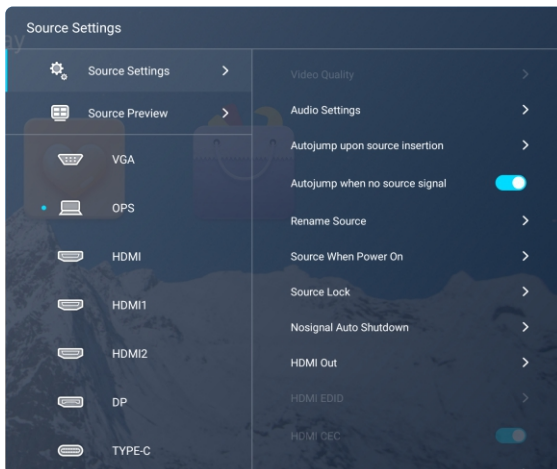 Source Settings
ay
Source Settings
Source Preview
VGA
OPS
HDMI
HDMI1
HDMI2
DP
TYPE-C
Video Quality
Audio Settings
Autojump upon source insertion
Autojump when no source signal
Rename Source
Source When Power On
Source Lock
Nosignal Auto Shutdown
HDMI Out
HDMI EDID
HDMI CEC